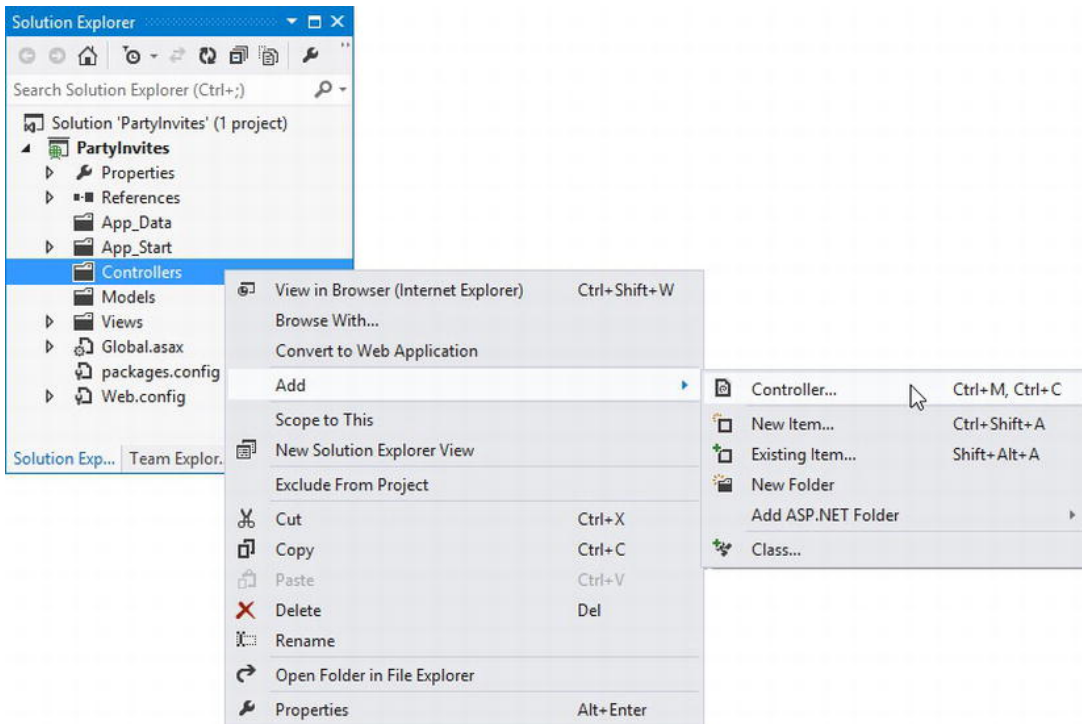 Solution Explorer
Search Solution Explorer (Ctrl+;)
Solution 'PartyInvites' (1 project)
PartyInvites
Properties
References
App_Data
App_Start
Controllers
Models
Views
Global.asax
packages.config
Web.config
Solution Exp... Team Explor...
View in Browser (Internet Explorer) Ctrl+Shift+W
Browse With...
Convert to Web Application
Add
Scope to This
New Solution Explorer View
Exclude From Project
Cut Ctrl+X
Copy Ctrl+C
Paste Ctrl+V
Delete Del
Rename
Open Folder in File Explorer
Properties Alt+Enter
Controller... Ctrl+M, Ctrl+C
New Item... Ctrl+Shift+A
Existing Item... Shift+Alt+A
New Folder
Add ASP.NET Folder
Class...